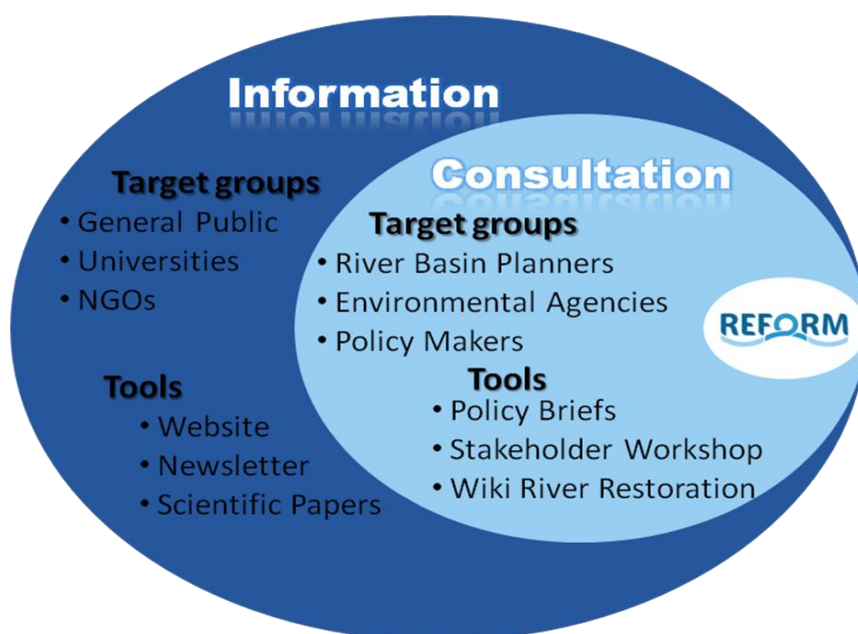 Information
Target groups
• General Public
• Universities
• NGOs
Tools
• Website
• Newsletter
• Scientific Papers
Consultation
Target groups
• River Basin Planners
• Environmental Agencies
• Policy Makers
Tools
• Policy Briefs
• Stakeholder Workshop
• Wiki River Restoration
REFORM